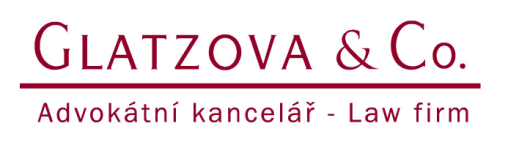 GLATZOVA & CO.
Advokátní kancelář - Law firm